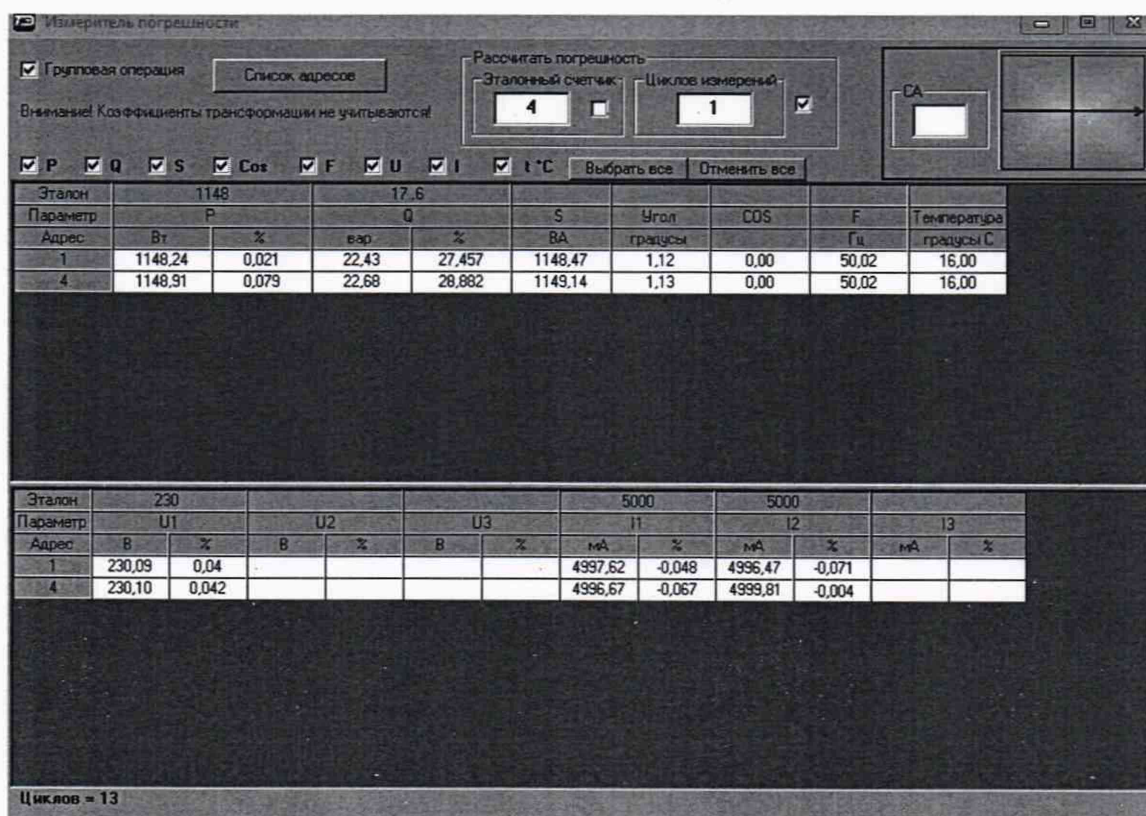 Измеритель погрешности
Групповая операция
Список адресов
Рассчитать погрешность
Эталонный счетчик
Циклов измерений
4
1
СА
Внимание! Коэффициенты трансформации не учитываются!
P Q S Cos F U I t °C Выбрать все Отменить все
Эталон 1148 17.,6
Параметр P Q S Угол COS F Температура
Адрес Вт % вар % ВА градусы Гц градусы С
1 1148,24 0,021 22,43 27,457 1148,47 1,12 0,00 50,02 16,00
4 1148,91 0,079 22,68 28,882 1149,14 1,13 0,00 50,02 16,00
Эталон 230 5000 5000
Параметр U1 U2 U3 I1 I2 I3
Адрес В % В % В % мА % мА % мА %
1 230,09 0,04 4997,62 -0,048 4996,47 -0,071
4 230,10 0,042 4996,67 -0,067 4999,81 -0,004
Циклов = 13